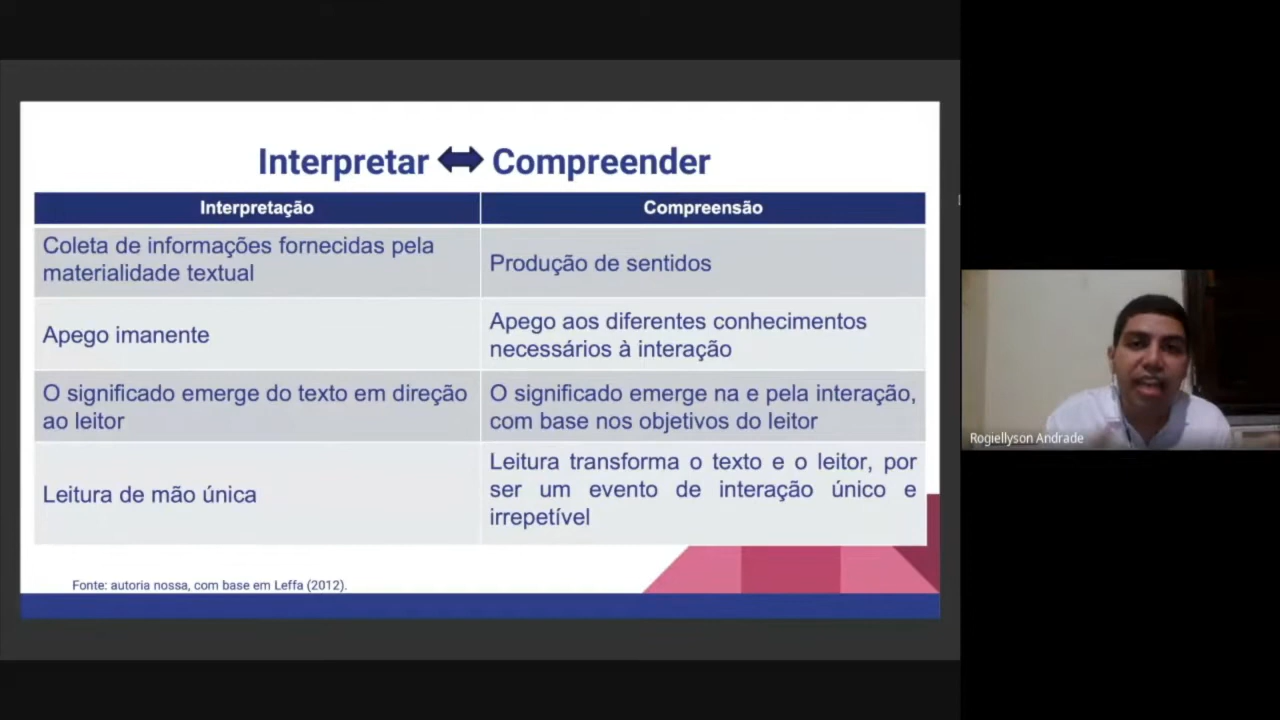 Interpretar Compreender
Interpretação
Compreensão
Coleta de informações fornecidas pela
materialidade textual
Produção de sentidos
Apego imanente
Apego aos diferentes conhecimentos
necessários à interação
O significado emerge do texto em direção
ao leitor
O significado emerge na e pela interação,
com base nos objetivos do leitor
Leitura de mão única
Leitura transforma o texto e o leitor, por
ser um evento de interação único e
irrepetível
Fonte: autoria nossa, com base em Leffa (2012).
Rogiellyson Andrade